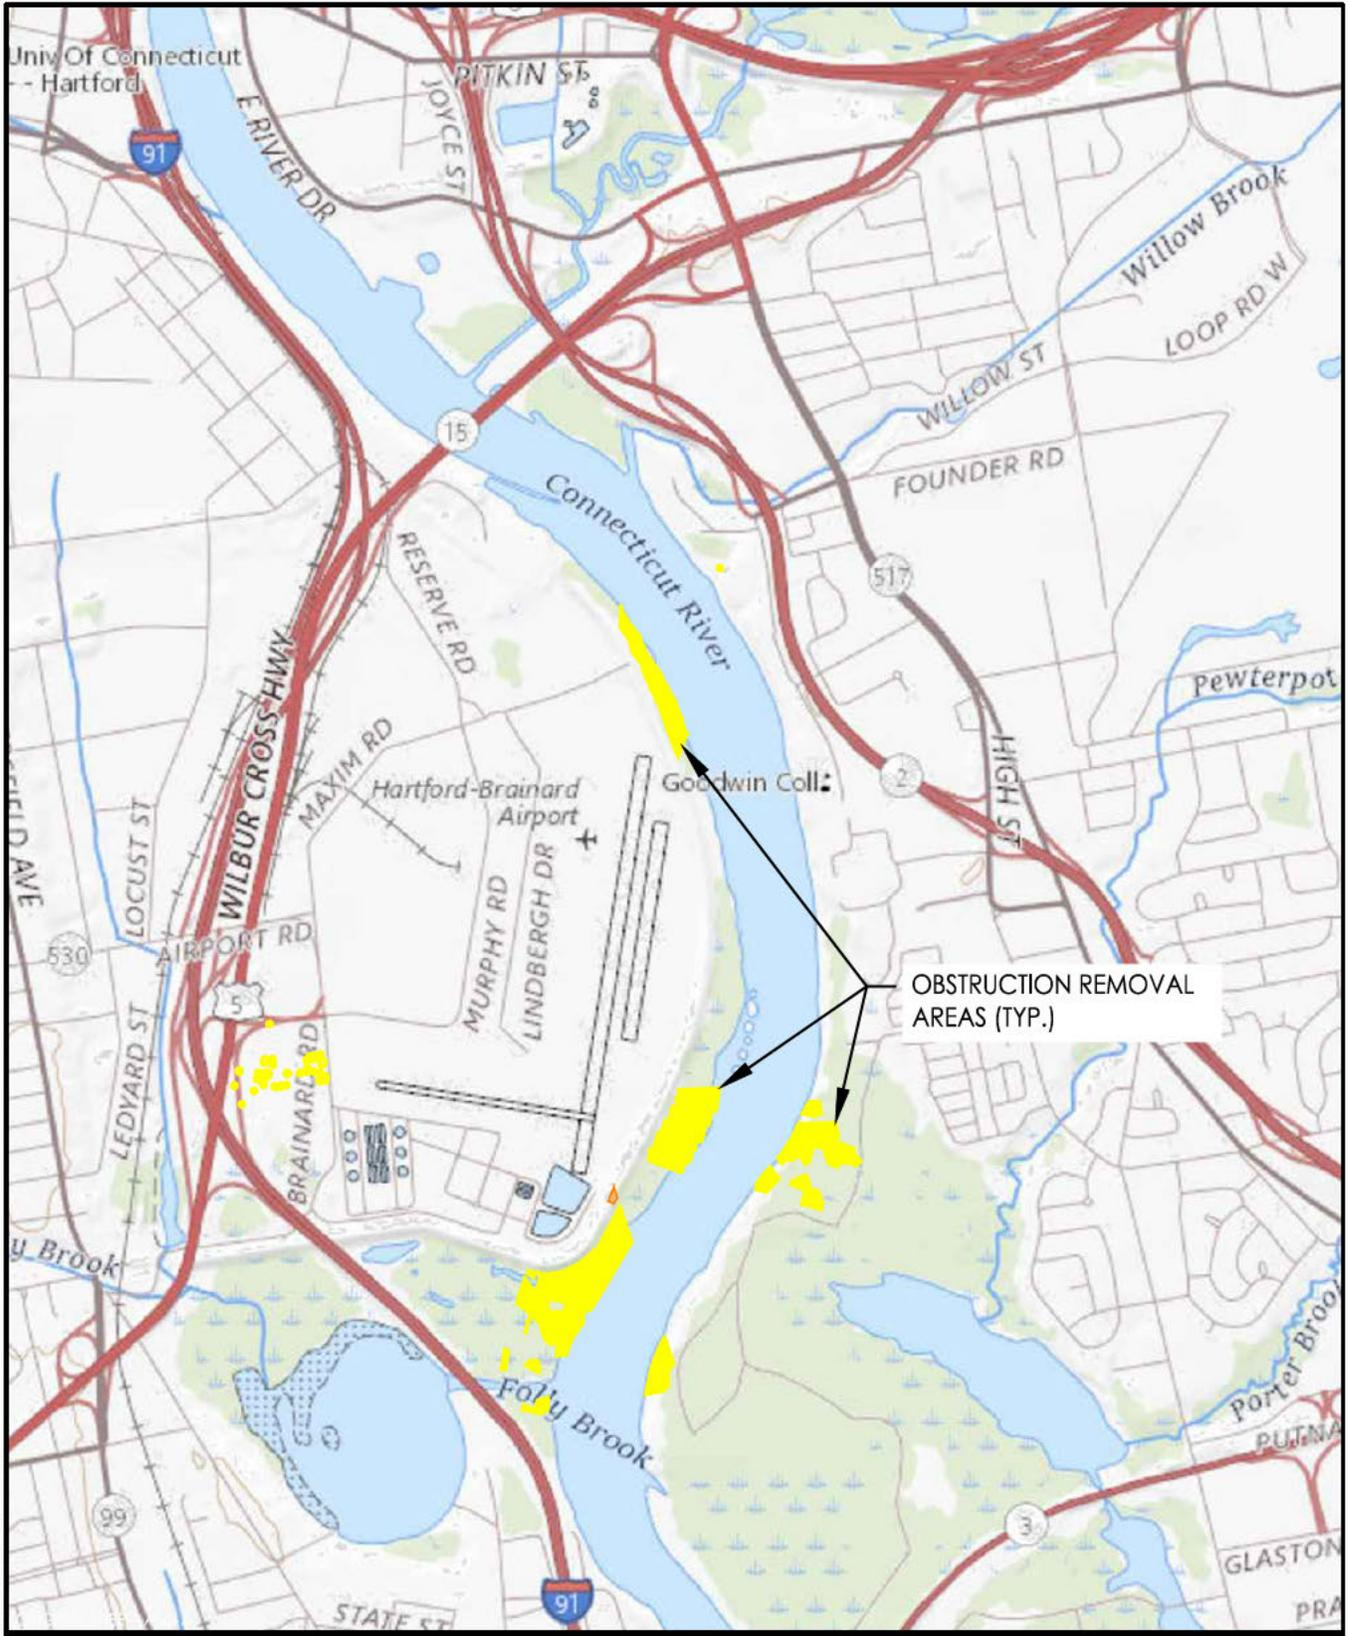 Univ Of Connecticut
- - Hartford
PITKIN ST
JOYCE ST
E RIVER DR
91
Willow Brook
LOOP RD W
WILLOW ST
15
FOUNDER RD
Connecticut River
517
RESERVE RD
WILBUR CROSS HWY
Pewterpot
HIGH ST
MAXIM RD
Hartford-Brainard
Airport
Goodwin Coll
2
LOCUST ST
FIELD AVE
530
AIRPORT RD
MURPHY RD
LINDBERGH DR
OBSTRUCTION REMOVAL
AREAS (TYP.)
5
LEDYARD ST
BRAINARD RD
y Brook
Folly Brook
Porter Broo
PUTNA
99
3
GLASTON
91
STATE ST
PRA